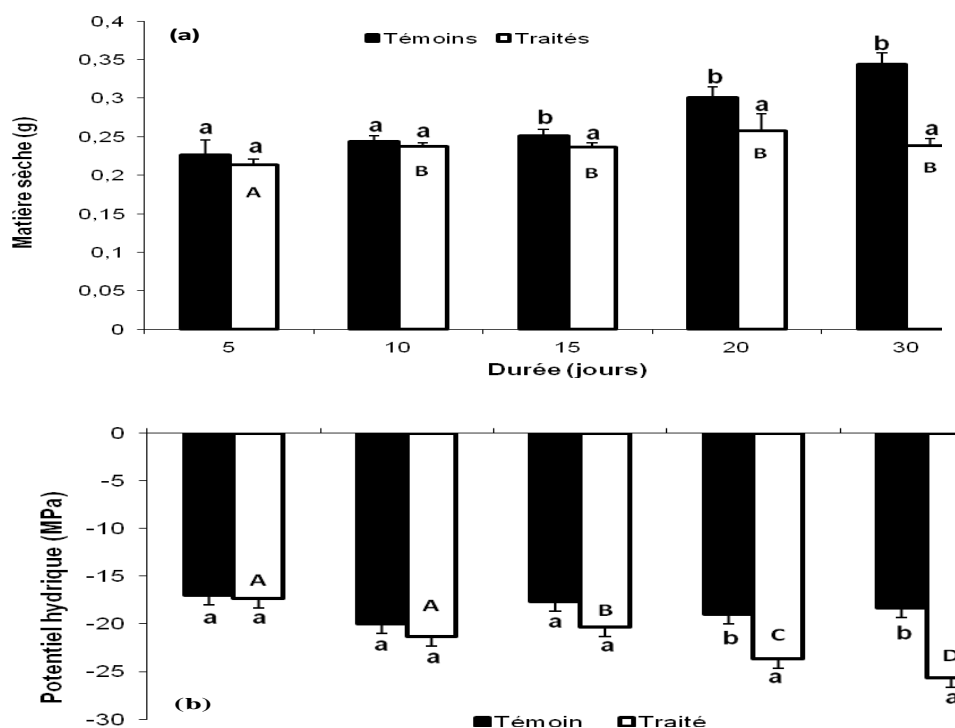 0,4
(a)
Témoins
Traités
0,35
0,3
0,25
0,2
0,15
0,1
0,05
0
Matière sèche (g)
a a a a b a b a b a
A B B B B
5 10 15 20 30
Durée (jours)
0
-5
-10
-15
-20
-25
-30
Potentiel hydrique (MPa)
A A B C D
a a a a a a b a b a
(b)
Témoin
Traité